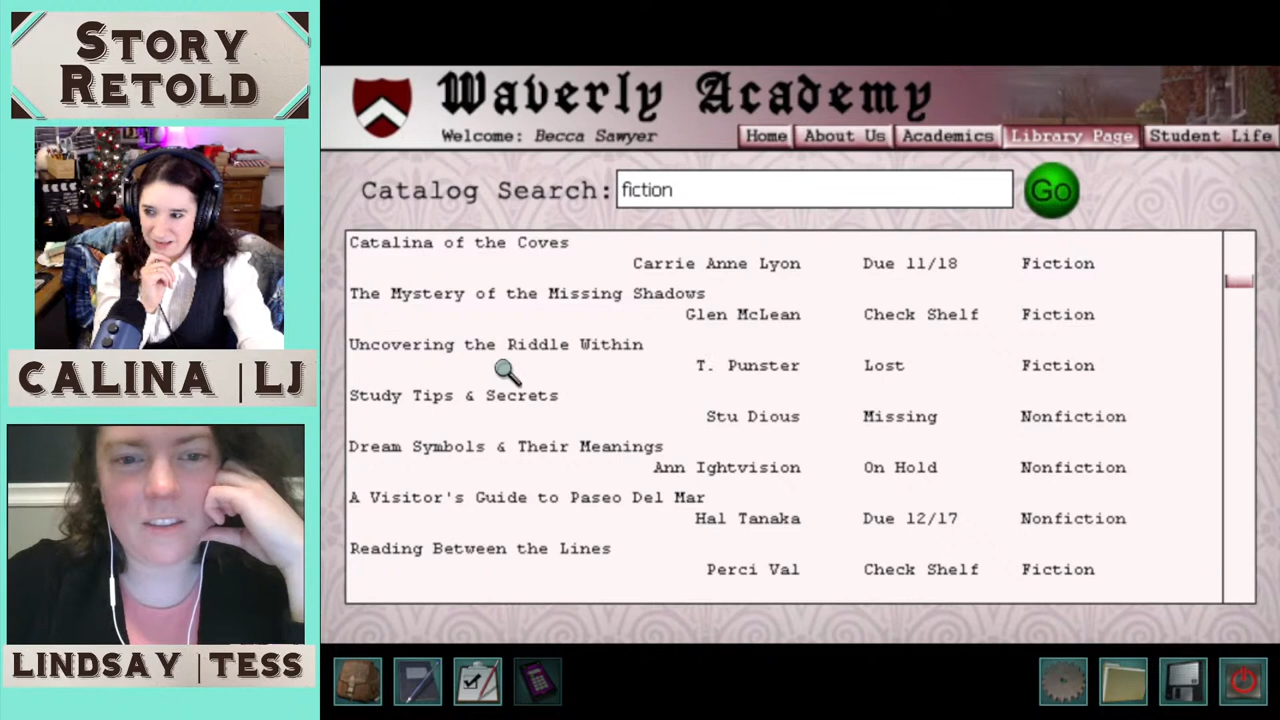 STORY
RETOLD
CALINA | LJ
LINDSAY | TESS
Waverly Academy
Welcome: Becca Sawyer
Home About Us Academics Library Page Student Life
Catalog Search: fiction Go
Catalina of the Coves
Carrie Anne Lyon Due 11/18 Fiction
The Mystery of the Missing Shadows
Glen McLean Check Shelf Fiction
Uncovering the Riddle Within
T. Punster Lost Fiction
Study Tips & Secrets
Stu Dious Missing Nonfiction
Dream Symbols & Their Meanings
Ann Ightvision On Hold Nonfiction
A Visitor's Guide to Paseo Del Mar
Hal Tanaka Due 12/17 Nonfiction
Reading Between the Lines
Perci Val Check Shelf Fiction